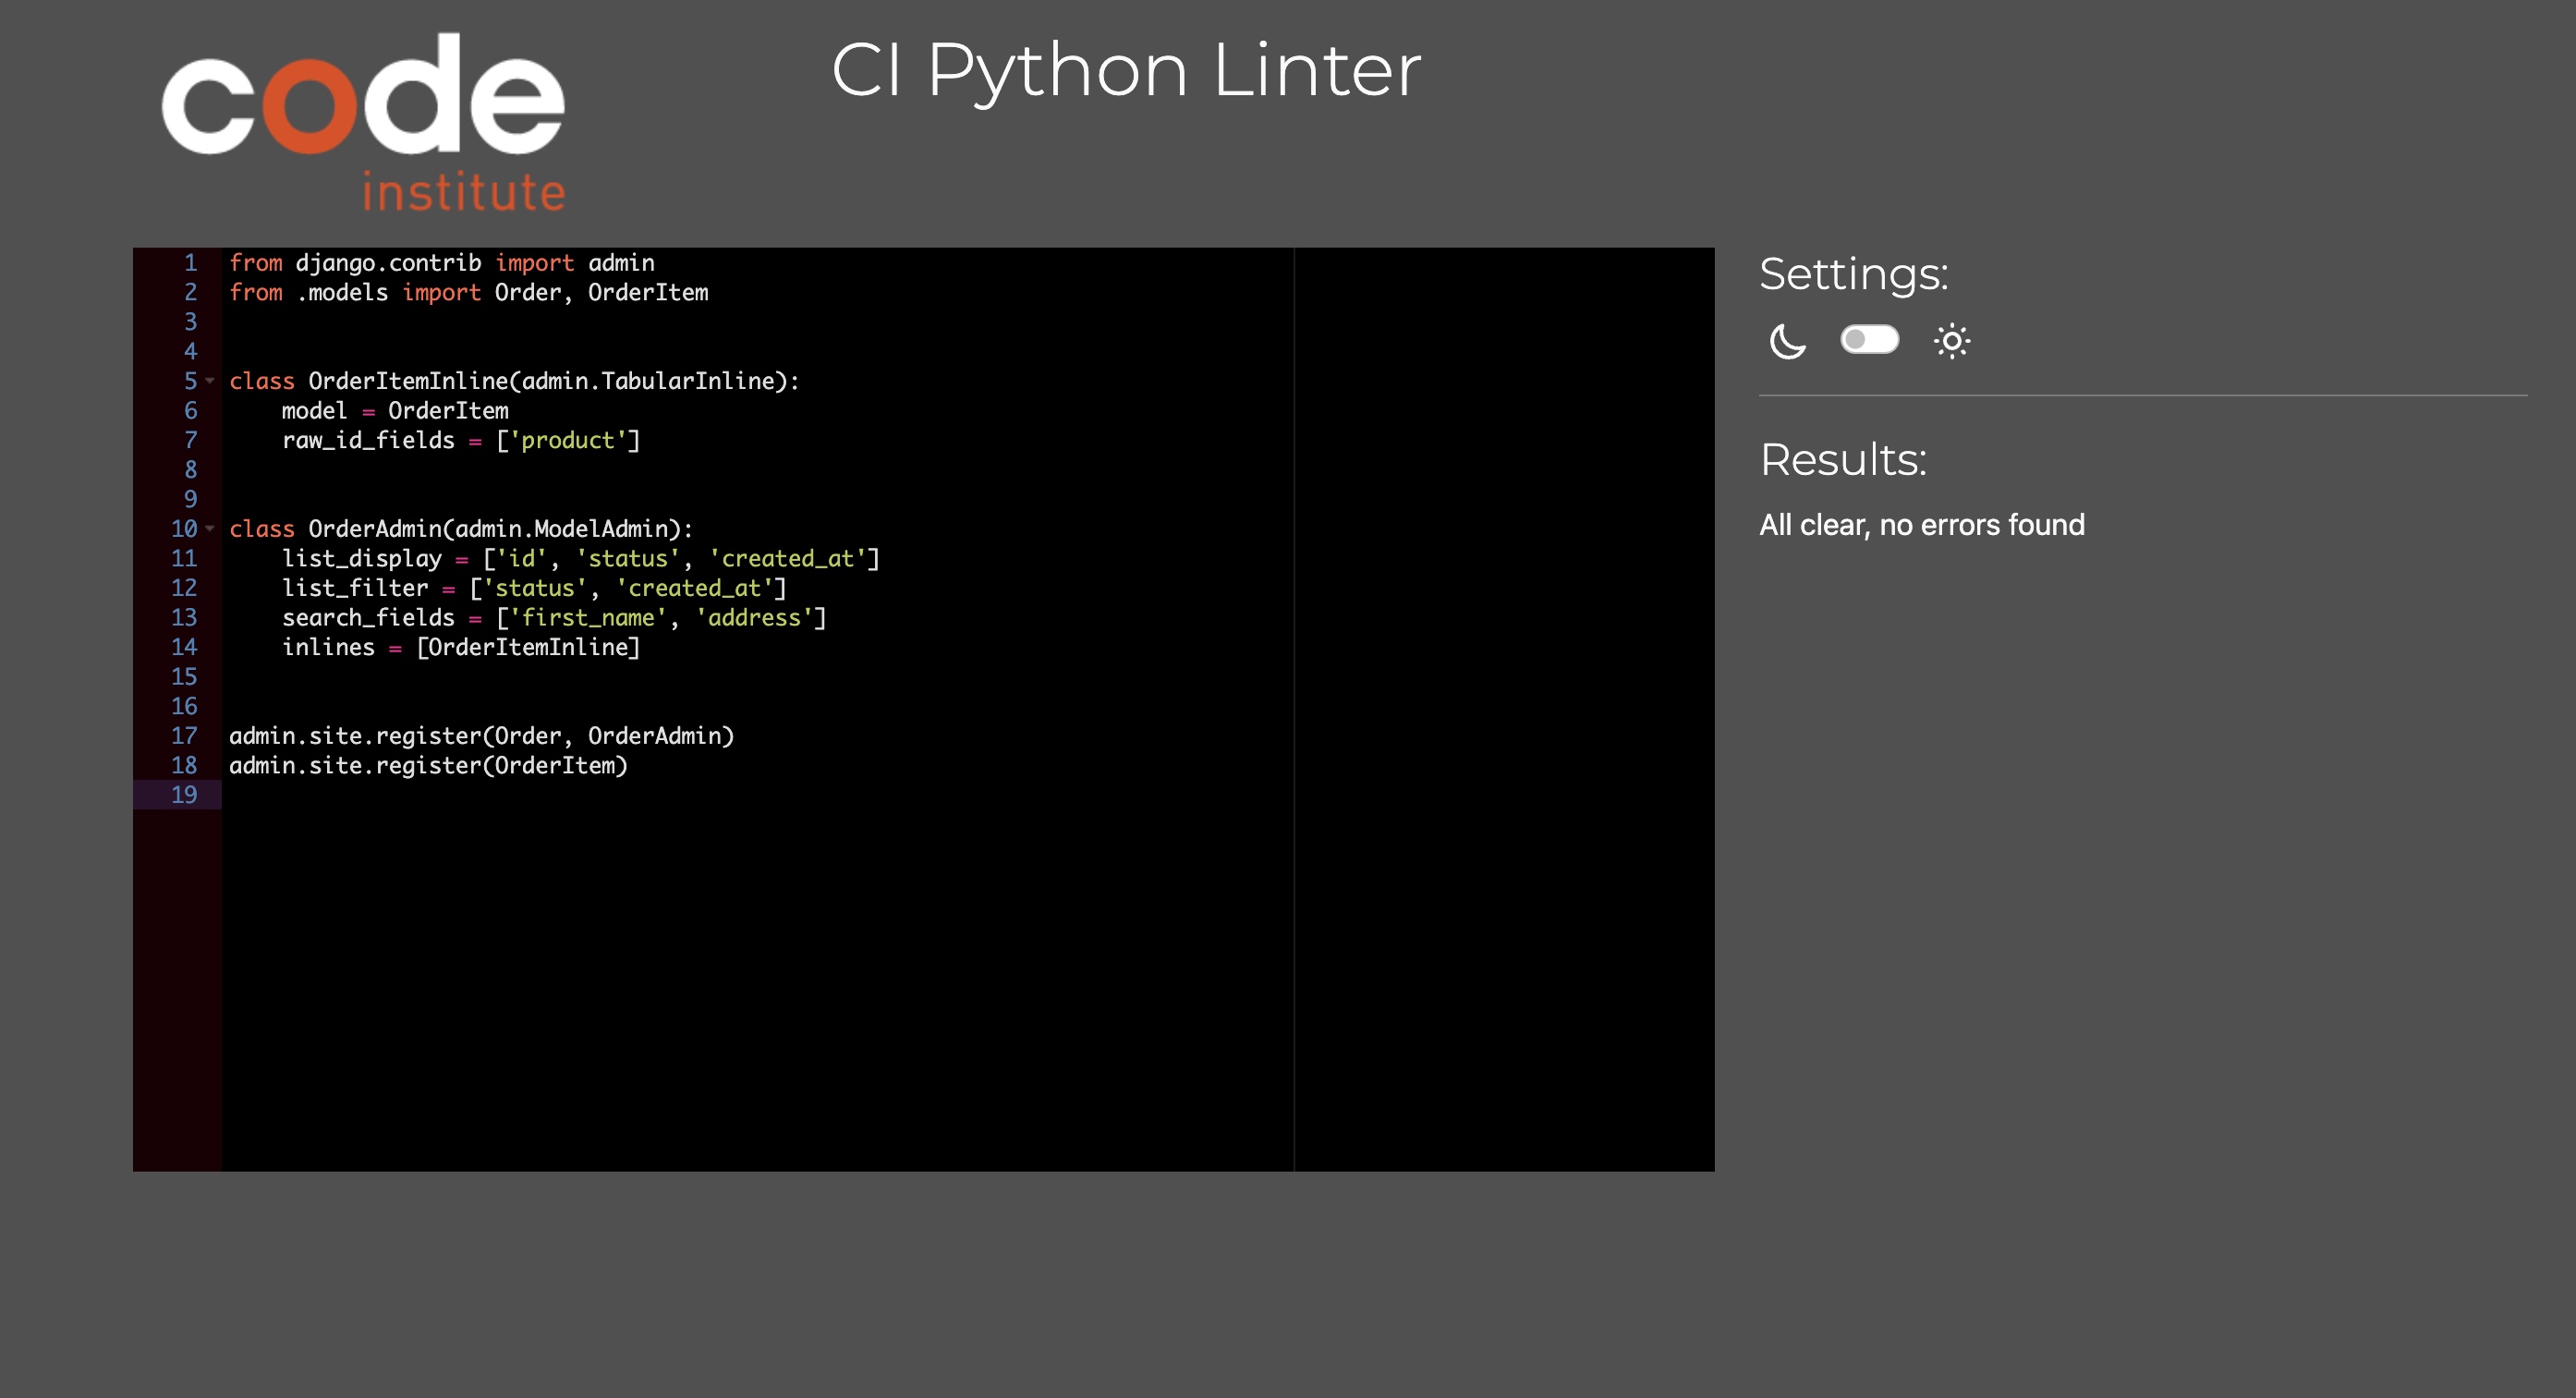 code
institute
CI Python Linter
1 from django.contrib import admin
2 from .models import Order, OrderItem
3
4
5 class OrderItemInline(admin.TabularInline):
6     model = OrderItem
7     raw_id_fields = ['product']
8
9
10 class OrderAdmin(admin.ModelAdmin):
11     list_display = ['id', 'status', 'created_at']
12     list_filter = ['status', 'created_at']
13     search_fields = ['first_name', 'address']
14     inlines = [OrderItemInline]
15
16
17 admin.site.register(Order, OrderAdmin)
18 admin.site.register(OrderItem)
19
Settings:
Results:
All clear, no errors found